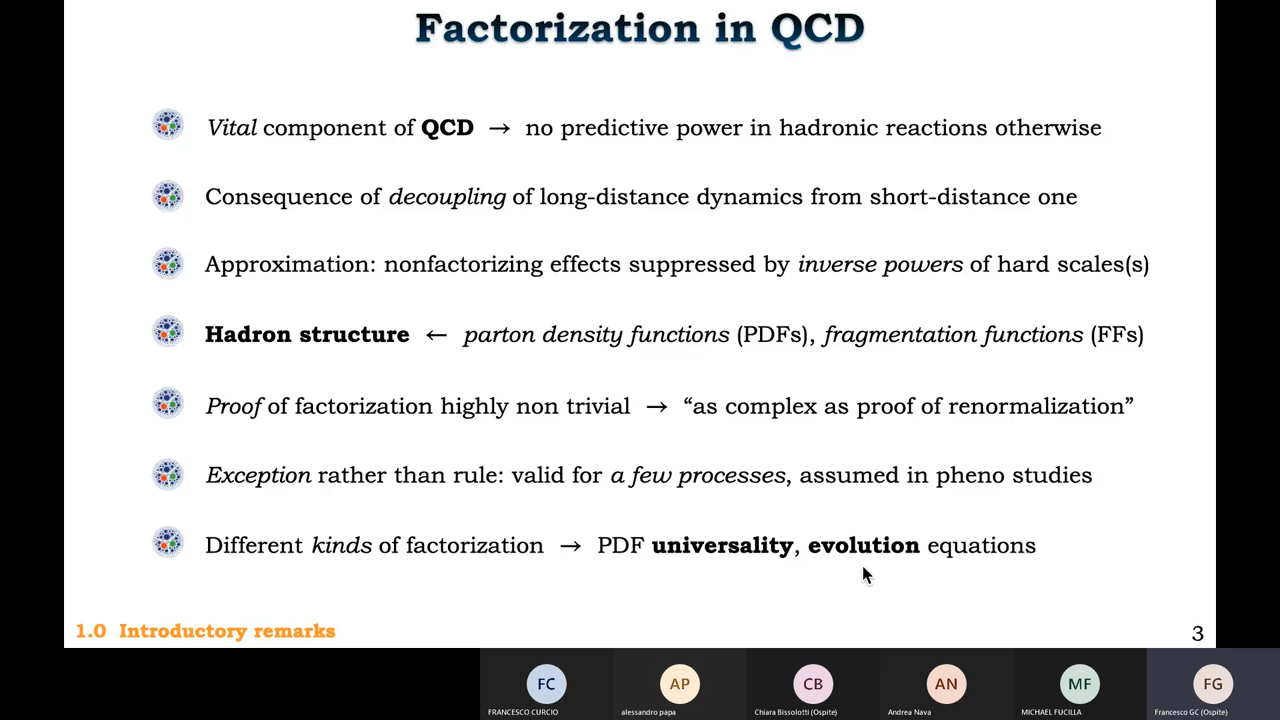 Factorization in QCD
Vital component of QCD → no predictive power in hadronic reactions otherwise
Consequence of decoupling of long-distance dynamics from short-distance one
Approximation: nonfactorizing effects suppressed by inverse powers of hard scales(s)
Hadron structure ← parton density functions (PDFs), fragmentation functions (FFs)
Proof of factorization highly non trivial → “as complex as proof of renormalization”
Exception rather than rule: valid for a few processes, assumed in pheno studies
Different kinds of factorization → PDF universality, evolution equations
1.0 Introductory remarks
3
FC AP CB AN MF FG
FRANCESCO CURCIO alessandro papa Chiara Bissolotti (Ospite) Andrea Nava MICHAEL FUCILLA Francesco GC (Ospite)